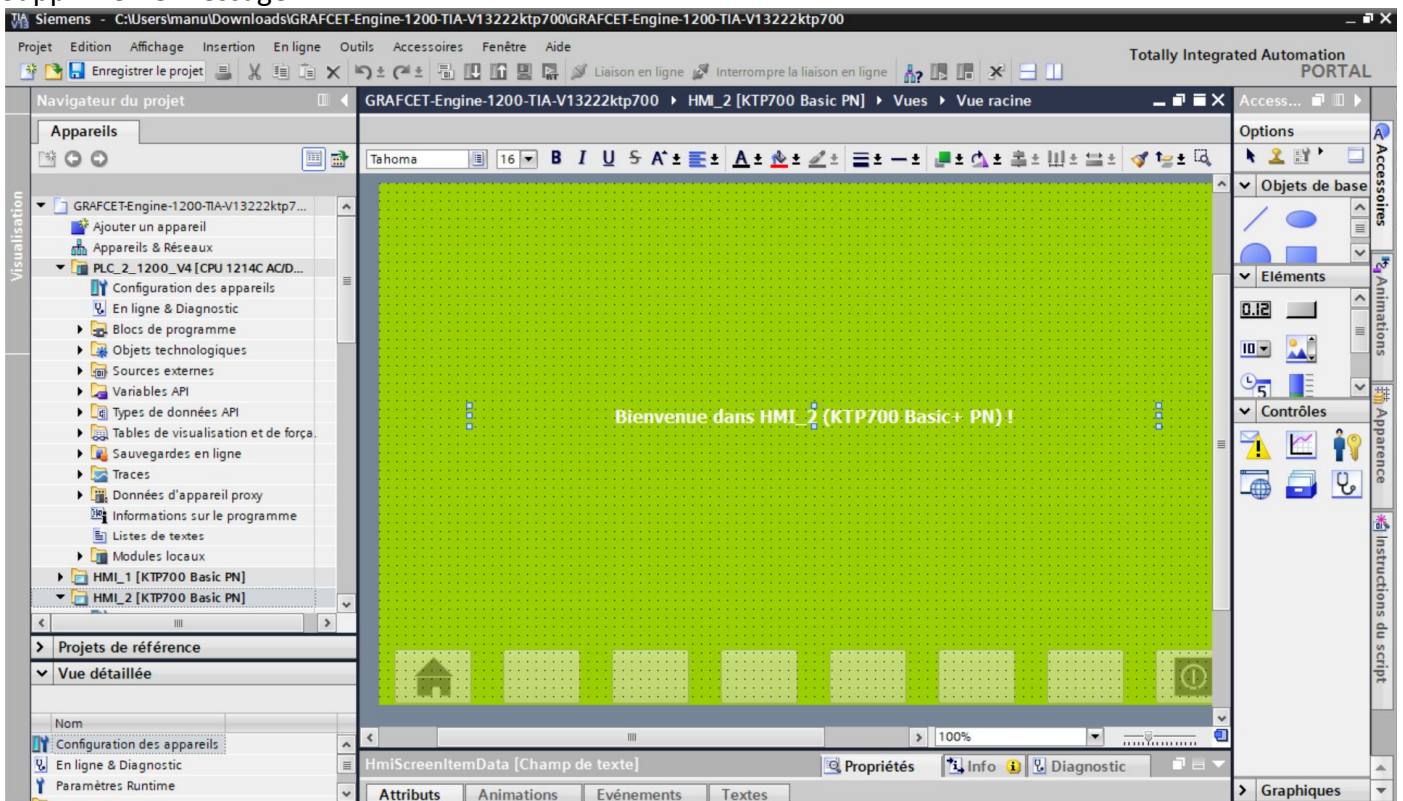 Siemens - C:\Users\manu\Downloads\GRAFCET-Engine-1200-TIA-V13222ktp700\GRAFCET-Engine-1200-TIA-V13222ktp700
Projet Edition Affichage Insertion En ligne Outils Accessoires Fenêtre Aide
Totally Integrated Automation
PORTAL
Enregistrer le projet
Liaison en ligne
Interrompre la liaison en ligne
Navigateur du projet
GRAFCET-Engine-1200-TIA-V13222ktp700 HMI_2 [KTP700 Basic PN] Vues Vue racine
Access...
Appareils
Options
Tahoma
16
B I U S
Visualisation
GRAFCET-Engine-1200-TIA-V13222ktp7...
Ajouter un appareil
Appareils & Réseaux
PLC_2_1200_V4 [CPU 1214C AC/D...
Configuration des appareils
En ligne & Diagnostic
Blocs de programme
Objets technologiques
Sources externes
Variables API
Types de données API
Tables de visualisation et de força.
Sauvegardes en ligne
Traces
Données d'appareil proxy
Informations sur le programme
Listes de textes
Modules locaux
HMI_1 [KTP700 Basic PN]
HMI_2 [KTP700 Basic PN]
Projets de référence
Vue détaillée
Nom
Configuration des appareils
En ligne & Diagnostic
Paramètres Runtime
Bienvenue dans HMI_2 (KTP700 Basic+ PN) !
100%
HmiScreenItemData [Champ de texte]
Propriétés
Info
Diagnostic
Attributs
Animations
Evénements
Textes
Objets de base
Eléments
0.12
10
5
Contrôles
Graphiques
Accessoires
Animations
Apparence
Instructions du script